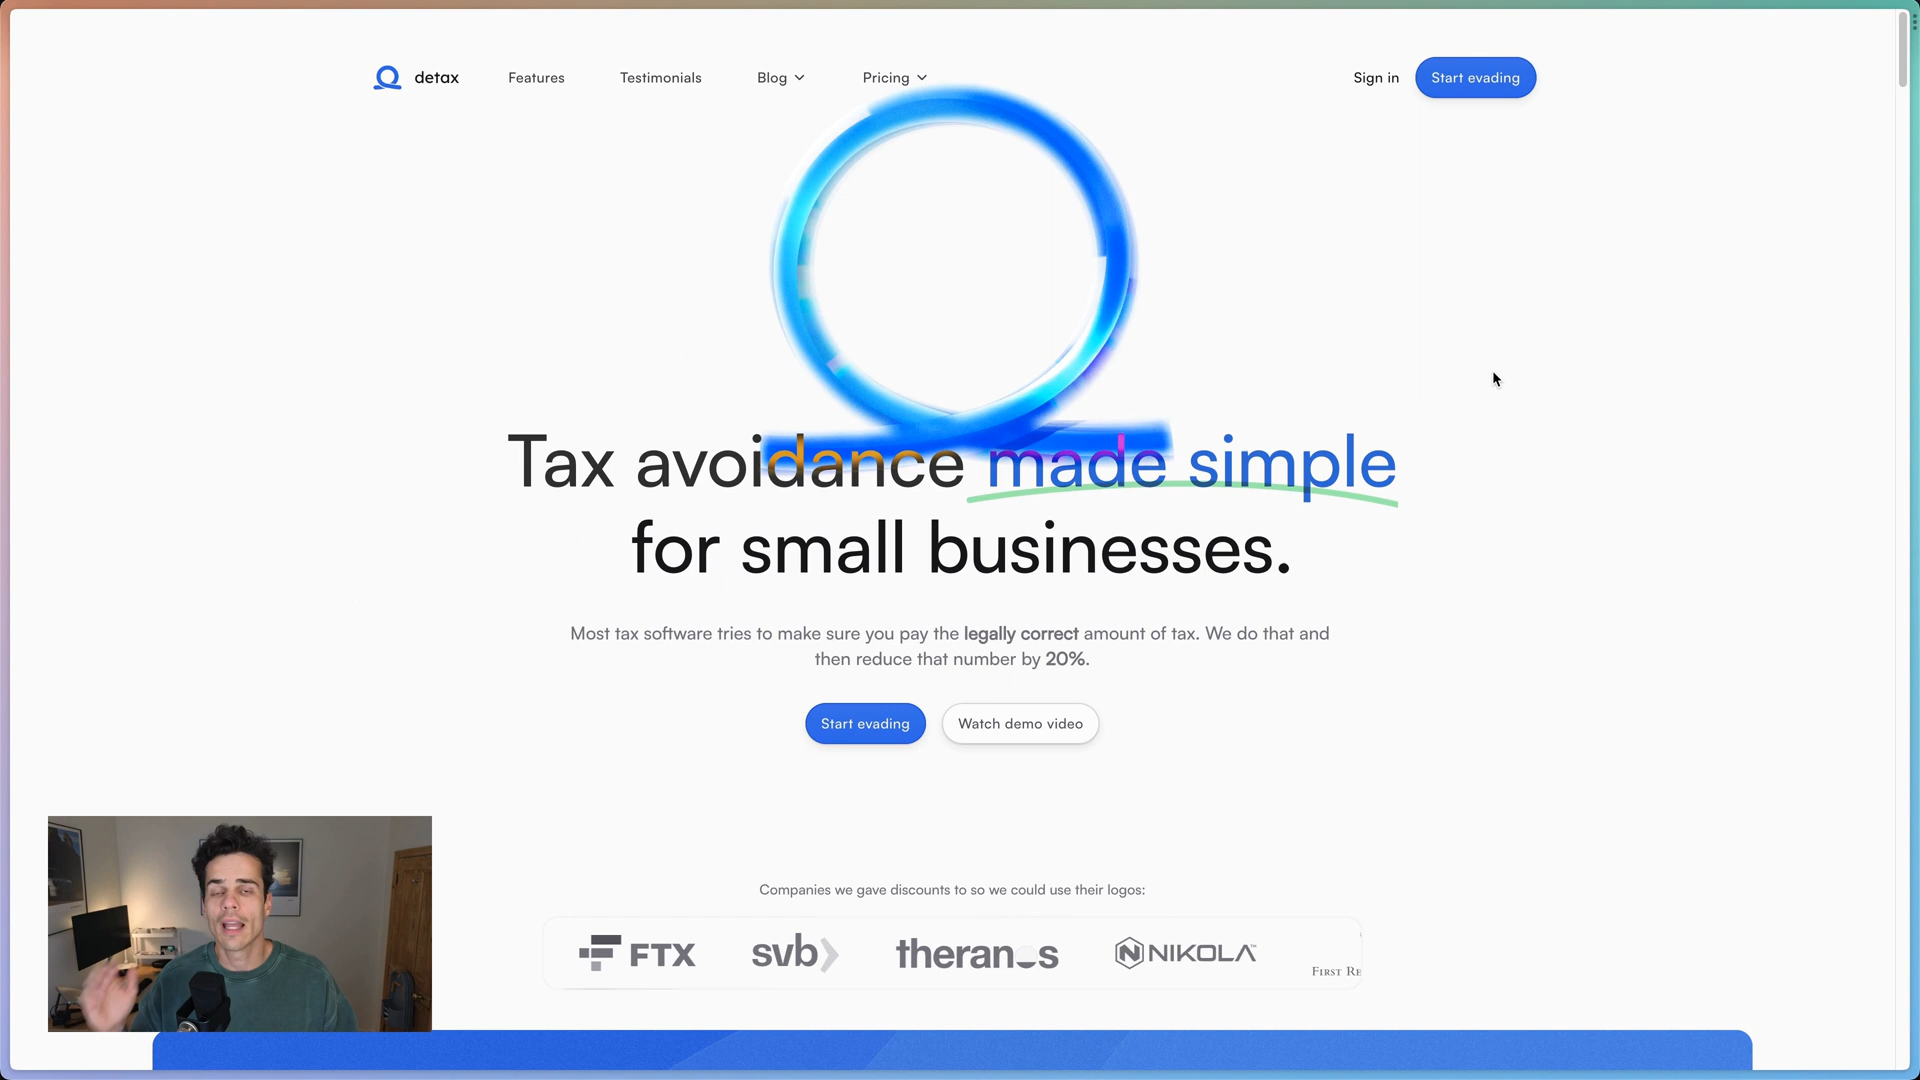 detax
Features
Testimonials
Blog
Pricing
Sign in
Start evading
Tax avoidance made simple
for small businesses.
Most tax software tries to make sure you pay the legally correct amount of tax. We do that and
then reduce that number by 20%.
Start evading
Watch demo video
Companies we gave discounts to so we could use their logos:
FTX
svb
theranos
NIKOLA
FIRST RE